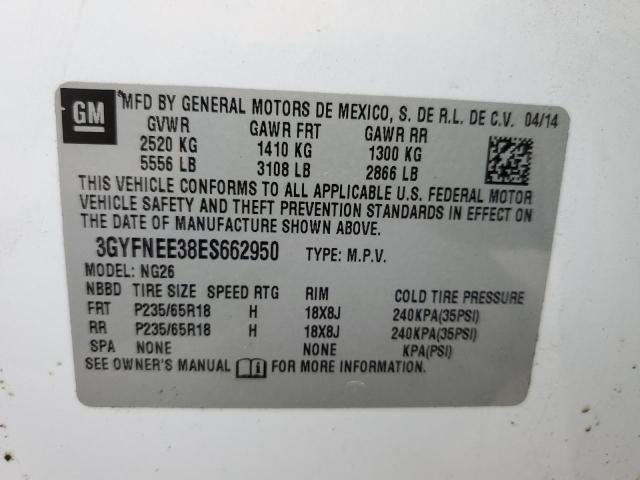 GM
MFD BY GENERAL MOTORS DE MEXICO, S. DE R.L. DE C.V. 04/14
GVWR GAWR FRT GAWR RR
2520 KG 1410 KG 1300 KG
5556 LB 3108 LB 2866 LB
THIS VEHICLE CONFORMS TO ALL APPLICABLE U.S. FEDERAL MOTOR
VEHICLE SAFETY AND THEFT PREVENTION STANDARDS IN EFFECT ON
THE DATE OF MANUFACTURE SHOWN ABOVE.
3GYFNEE38ES662950 TYPE: M.P.V.
MODEL: NG26
NBBD TIRE SIZE SPEED RTG RIM COLD TIRE PRESSURE
FRT P235/65R18 H 18X8J 240KPA(35PSI)
RR P235/65R18 H 18X8J 240KPA(35PSI)
SPA NONE NONE KPA(PSI)
SEE OWNER'S MANUAL FOR MORE INFORMATION.